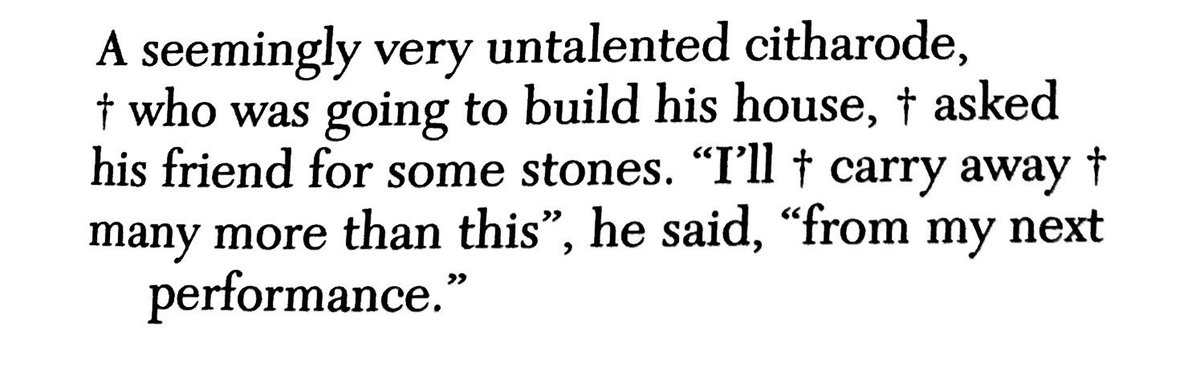 A seemingly very untalented citharode,
† who was going to build his house, † asked
his friend for some stones. “I’ll † carry away †
many more than this”, he said, “from my next
performance.”